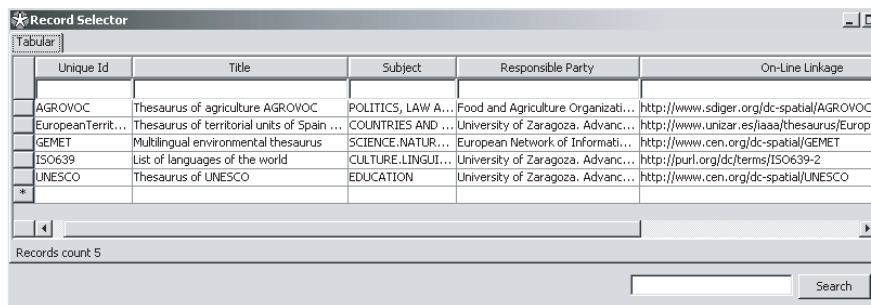 Record Selector
Tabular
Unique Id Title Subject Responsible Party On-Line Linkage
AGROVOC Thesaurus of agriculture AGROVOC POLITICS, LAW A... Food and Agriculture Organizati... http://www.sdiger.org/dc-spatial/AGROVOC
EuropeanTerrit... Thesaurus of territorial units of Spain ... COUNTRIES AND ... University of Zaragoza. Advanc... http://www.unizar.es/iaaa/thesaurus/Europ
GEMET Multilingual environmental thesaurus SCIENCE.NATUR... European Network of Informati... http://www.cen.org/dc-spatial/GEMET
ISO639 List of languages of the world CULTURE.LINGUI... University of Zaragoza. Advanc... http://purl.org/dc/terms/ISO639-2
UNESCO Thesaurus of UNESCO EDUCATION University of Zaragoza. Advanc... http://www.cen.org/dc-spatial/UNESCO
*
Records count 5
Search